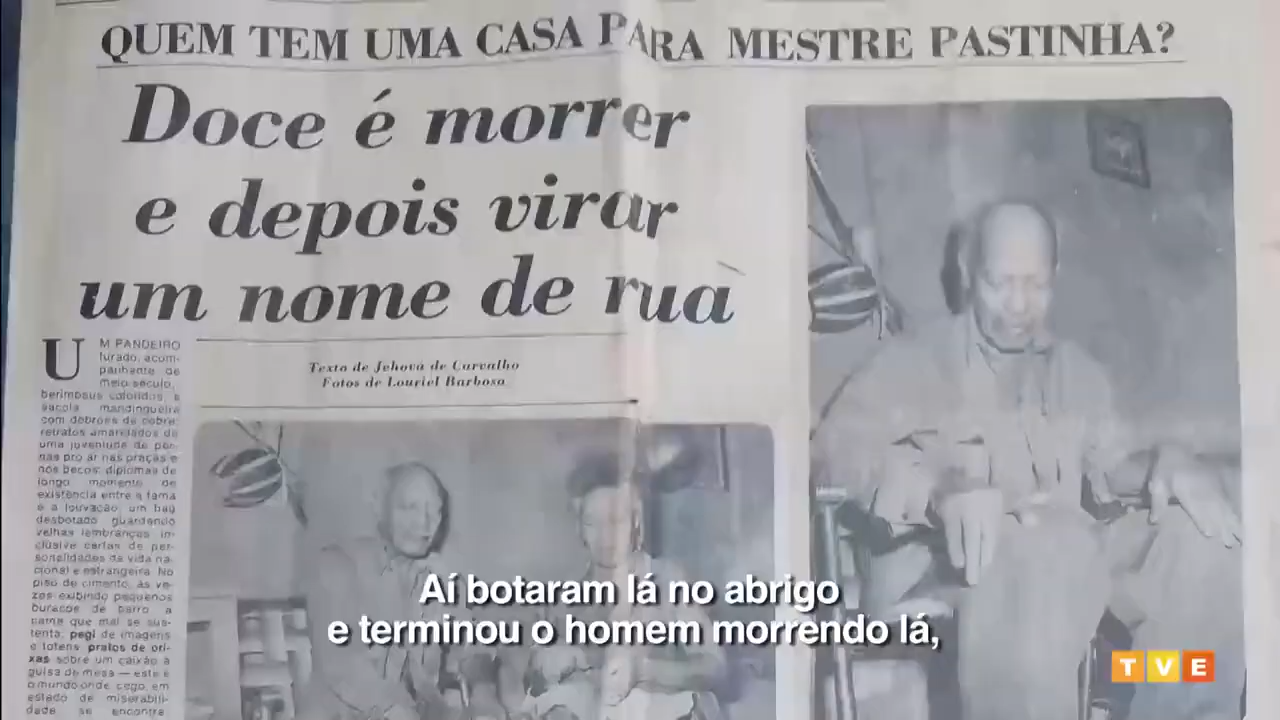 QUEM TEM UMA CASA PARA MESTRE PASTINHA?
Doce é morrer
e depois virar
um nome de rua
Texto de Jehová de Carvalho
Fotos de Louriel Barbosa
UM PANDEIRO
furado, acom-
panhante de
meio século,
berimbaus coloridos, a
sacola mandingueira
com debroes de cobre;
retratos amarelados de
uma juventude de per-
nas pro ar nas praças e
nos becos; diplomas de
longo momento de
existência entre a fama
e a louvação; um baú
desbotado guardando
velhas lembranças, in-
clusive cartas de per-
sonalidades da vida na-
cional e estrangeira. No
piso de cimento, às ve-
zes exibindo pequenos
buracos de barro, a
cama que mal se sus-
tenta; pegi de imagens
e totens, pratos de ori-
xás sobre um caixão à
guisa de mesa — este é
o mundo onde cego, em
estado de miserabili-
dade se encontra
Aí botaram lá no abrigo
e terminou o homem morrendo lá,
TVE